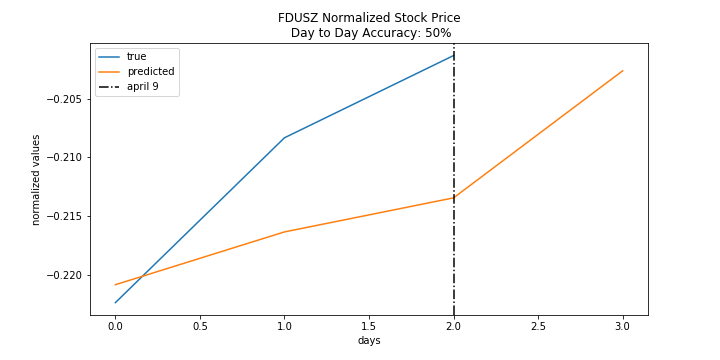 FDUSZ Normalized Stock Price
Day to Day Accuracy: 50%
true
predicted
april 9
normalized values
−0.205
−0.210
−0.215
−0.220
0.0 0.5 1.0 1.5 2.0 2.5 3.0
days